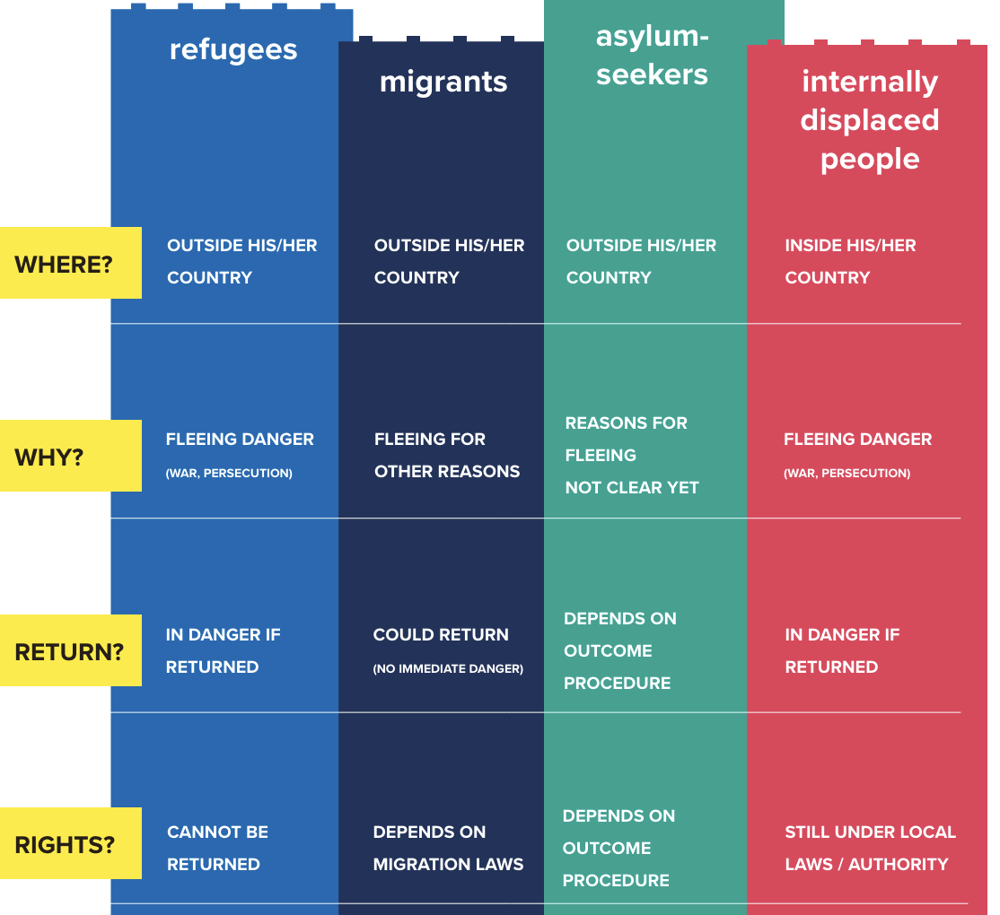 refugees
migrants
asylum-
seekers
internally
displaced
people
WHERE?
OUTSIDE HIS/HER
COUNTRY
OUTSIDE HIS/HER
COUNTRY
OUTSIDE HIS/HER
COUNTRY
INSIDE HIS/HER
COUNTRY
WHY?
FLEEING DANGER
(WAR, PERSECUTION)
FLEEING FOR
OTHER REASONS
REASONS FOR
FLEEING
NOT CLEAR YET
FLEEING DANGER
(WAR, PERSECUTION)
RETURN?
IN DANGER IF
RETURNED
COULD RETURN
(NO IMMEDIATE DANGER)
DEPENDS ON
OUTCOME
PROCEDURE
IN DANGER IF
RETURNED
RIGHTS?
CANNOT BE
RETURNED
DEPENDS ON
MIGRATION LAWS
DEPENDS ON
OUTCOME
PROCEDURE
STILL UNDER LOCAL
LAWS / AUTHORITY